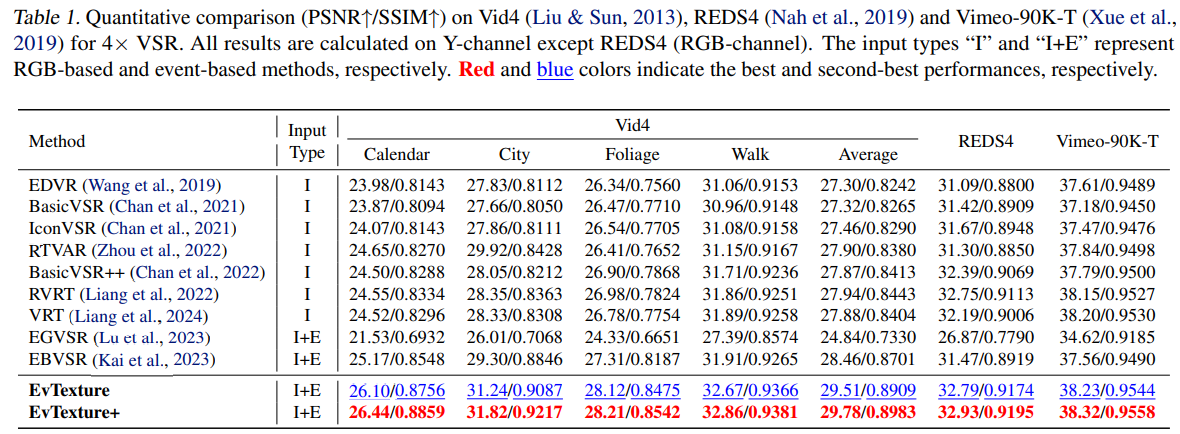 Table 1. Quantitative comparison (PSNR↑/SSIM↑) on Vid4 (Liu & Sun, 2013), REDS4 (Nah et al., 2019) and Vimeo-90K-T (Xue et al.,
2019) for 4× VSR. All results are calculated on Y-channel except REDS4 (RGB-channel). The input types “I” and “I+E” represent
RGB-based and event-based methods, respectively. Red and blue colors indicate the best and second-best performances, respectively.
Method Input Type Vid4 REDS4 Vimeo-90K-T
Calendar City Foliage Walk Average
EDVR (Wang et al., 2019) I 23.98/0.8143 27.83/0.8112 26.34/0.7560 31.06/0.9153 27.30/0.8242 31.09/0.8800 37.61/0.9489
BasicVSR (Chan et al., 2021) I 23.87/0.8094 27.66/0.8050 26.47/0.7710 30.96/0.9148 27.32/0.8265 31.42/0.8909 37.18/0.9450
IconVSR (Chan et al., 2021) I 24.07/0.8143 27.86/0.8111 26.54/0.7705 31.08/0.9158 27.46/0.8290 31.67/0.8948 37.47/0.9476
RTVAR (Zhou et al., 2022) I 24.65/0.8270 29.92/0.8428 26.41/0.7652 31.15/0.9167 27.90/0.8380 31.30/0.8850 37.84/0.9498
BasicVSR++ (Chan et al., 2022) I 24.50/0.8288 28.05/0.8212 26.90/0.7868 31.71/0.9236 27.87/0.8413 32.39/0.9069 37.79/0.9500
RVRT (Liang et al., 2022) I 24.55/0.8334 28.35/0.8363 26.98/0.7824 31.86/0.9251 27.94/0.8443 32.75/0.9113 38.15/0.9527
VRT (Liang et al., 2024) I 24.52/0.8296 28.33/0.8308 26.78/0.7754 31.89/0.9258 27.88/0.8404 32.19/0.9006 38.20/0.9530
EGVSR (Lu et al., 2023) I+E 21.53/0.6932 26.01/0.7068 24.33/0.6651 27.39/0.8574 24.84/0.7330 26.87/0.7790 34.62/0.9185
EBVSR (Kai et al., 2023) I+E 25.17/0.8548 29.30/0.8846 27.31/0.8187 31.91/0.9265 28.46/0.8701 31.47/0.8919 37.56/0.9490
EvTexture I+E 26.10/0.8756 31.24/0.9087 28.12/0.8475 32.67/0.9366 29.51/0.8909 32.79/0.9174 38.23/0.9544
EvTexture+ I+E 26.44/0.8859 31.82/0.9217 28.21/0.8542 32.86/0.9381 29.78/0.8983 32.93/0.9195 38.32/0.9558